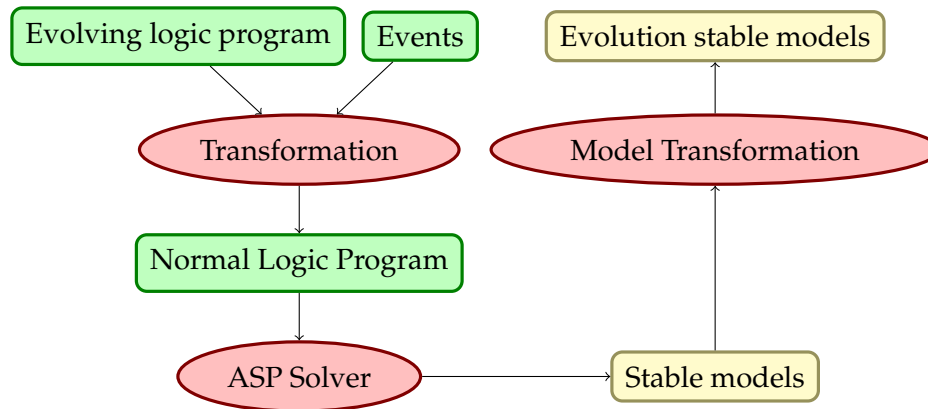 Evolving logic program
Events
Evolution stable models
Transformation
Model Transformation
Normal Logic Program
ASP Solver
Stable models